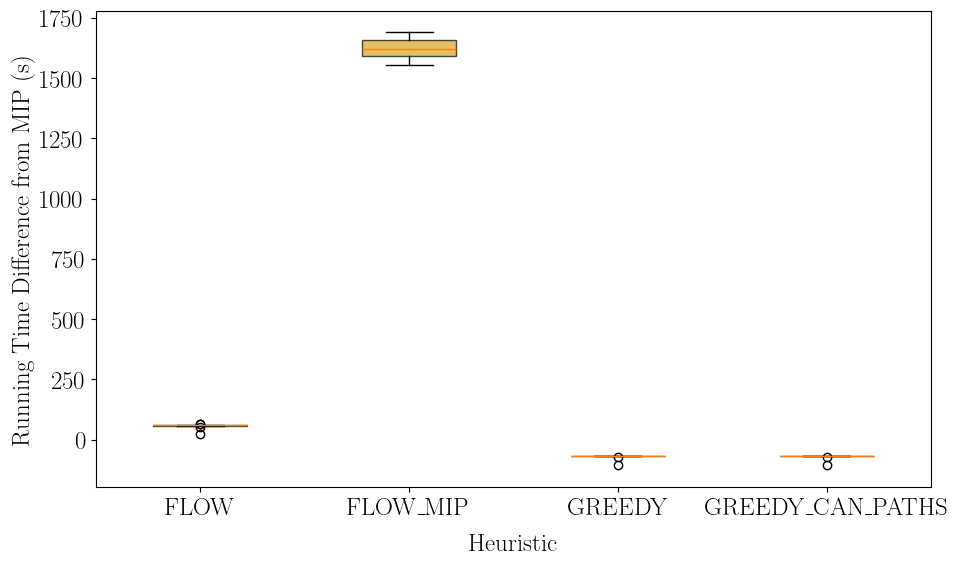 Running Time Difference from MIP (s)
1750
1500
1250
1000
750
500
250
0
FLOW
FLOW_MIP
GREEDY
GREEDY_CAN_PATHS
Heuristic